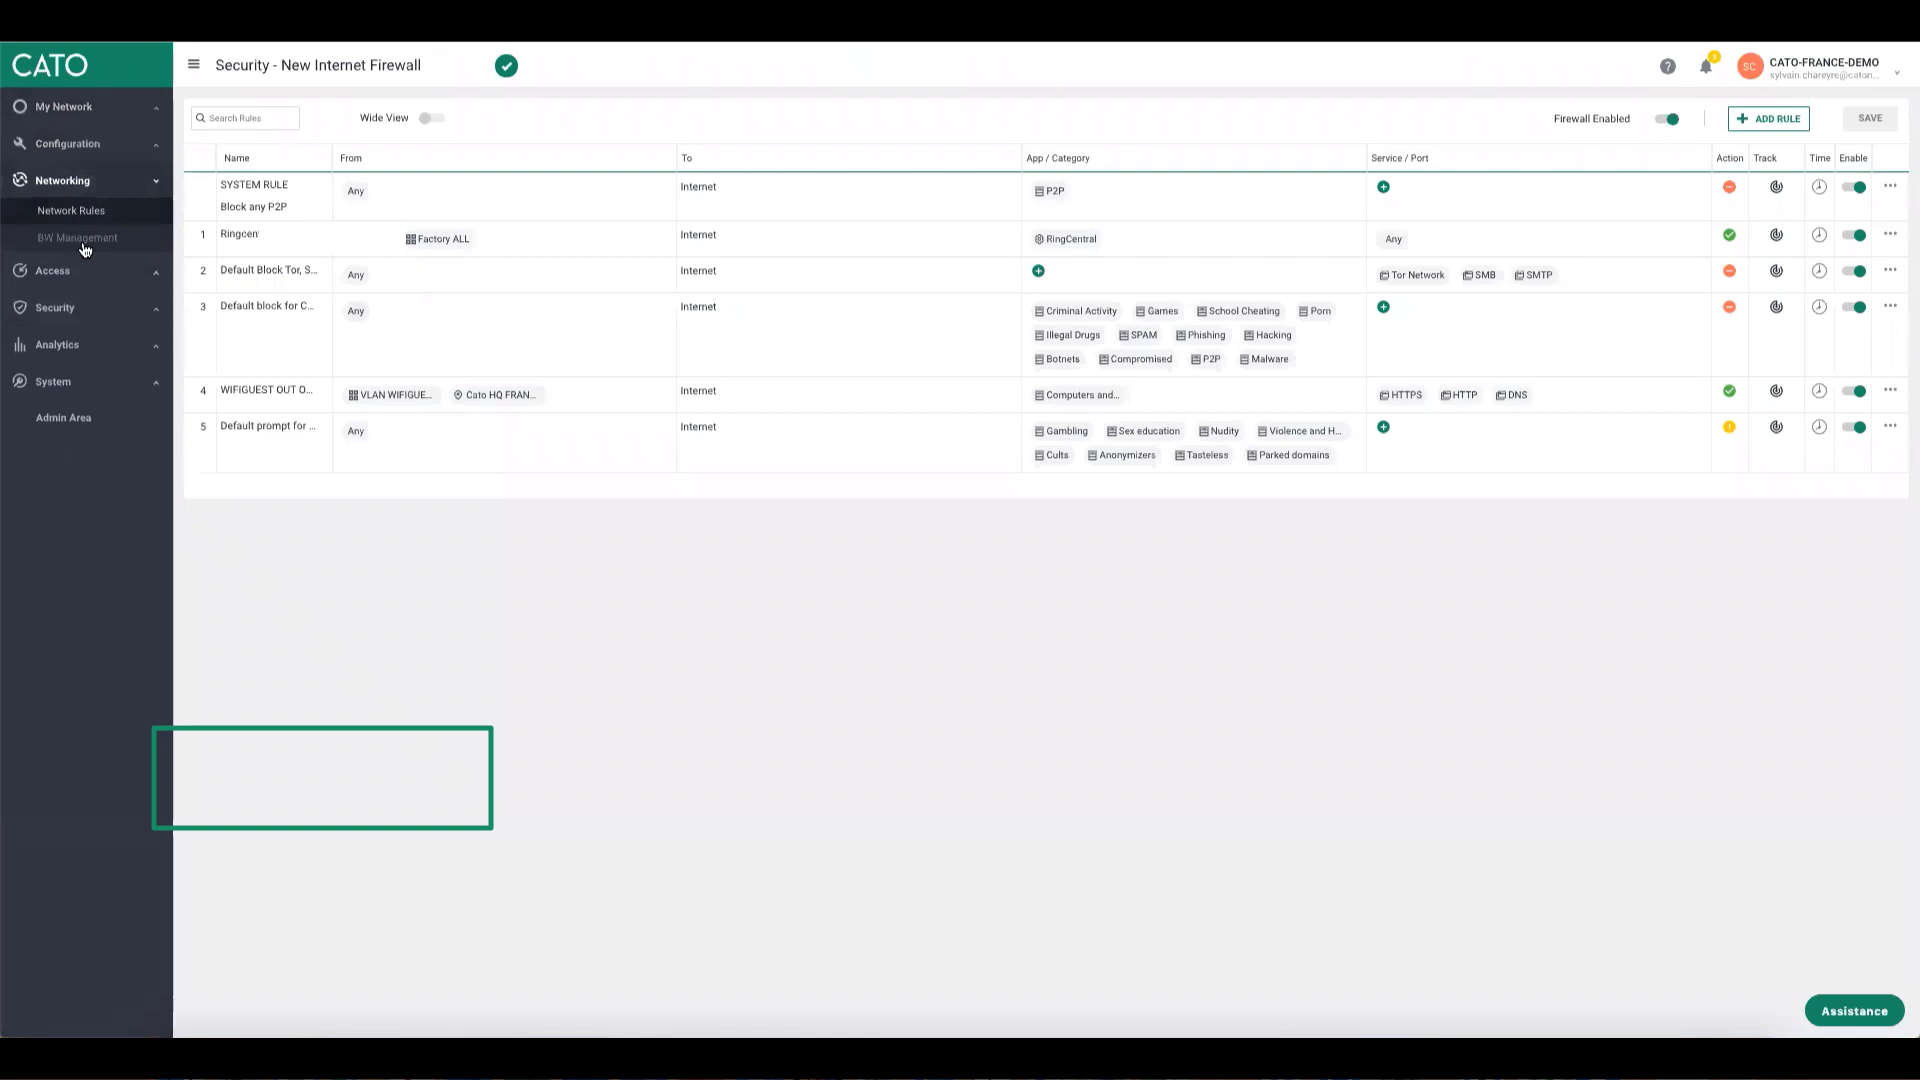 CATO
Security - New Internet Firewall
CATO-FRANCE-DEMO
SC
sylvain.chareyre@caton...
My Network
Configuration
Networking
Network Rules
BW Management
Access
Security
Analytics
System
Admin Area
Search Rules
Wide View
Firewall Enabled
ADD RULE
SAVE
Name From To App / Category Service / Port Action Track Time Enable
SYSTEM RULE
Block any P2P
Any Internet P2P
1 Ringcen Factory ALL Internet RingCentral Any
2 Default Block Tor, S... Any Internet Tor Network SMB SMTP
3 Default block for C... Any Internet Criminal Activity Games School Cheating Porn
Illegal Drugs SPAM Phishing Hacking
Botnets Compromised P2P Malware
4 WIFIGUEST OUT O... VLAN WIFIGUE... Cato HQ FRAN... Internet Computers and... HTTPS HTTP DNS
5 Default prompt for ... Any Internet Gambling Sex education Nudity Violence and H...
Cults Anonymizers Tasteless Parked domains
Assistance